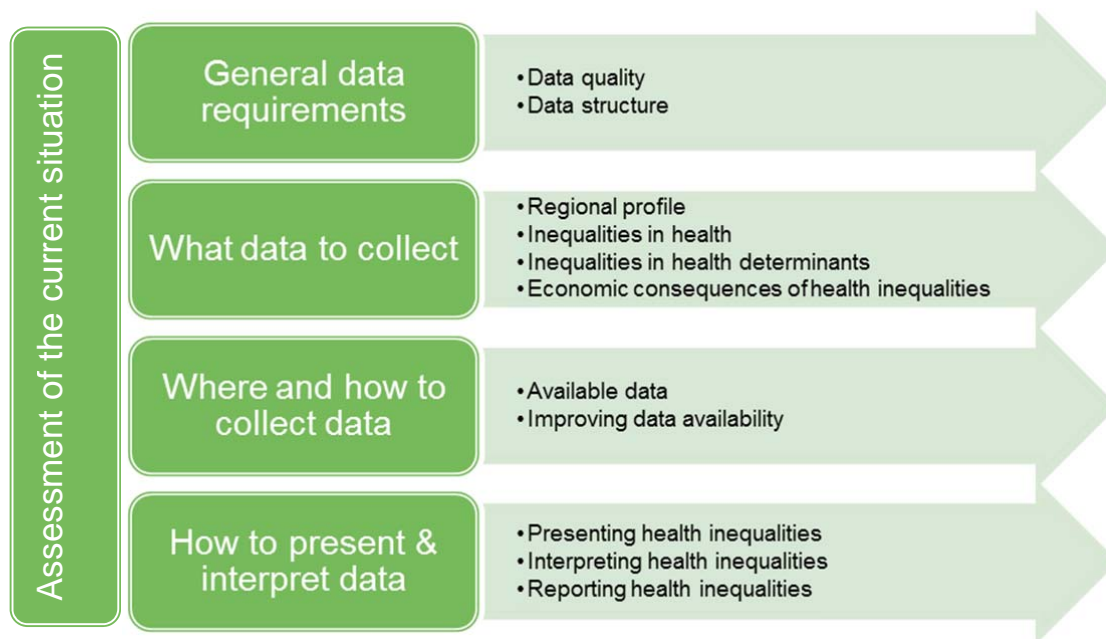 Assessment of the current situation
General data
requirements
• Data quality
• Data structure
What data to collect
• Regional profile
• Inequalities in health
• Inequalities in health determinants
• Economic consequences of health inequalities
Where and how to
collect data
• Available data
• Improving data availability
How to present &
interpret data
• Presenting health inequalities
• Interpreting health inequalities
• Reporting health inequalities